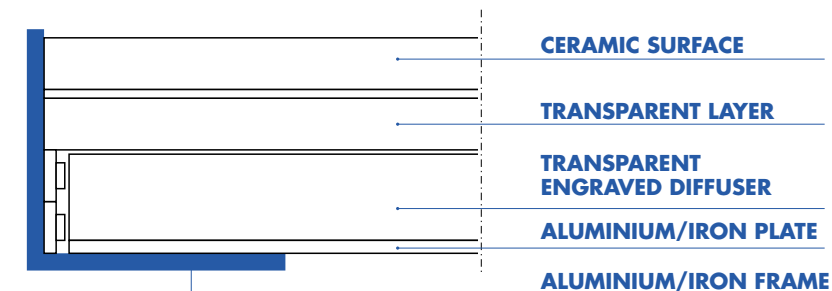 CERAMIC SURFACE
TRANSPARENT LAYER
TRANSPARENT
ENGRAVED DIFFUSER
ALUMINIUM/IRON PLATE
ALUMINIUM/IRON FRAME